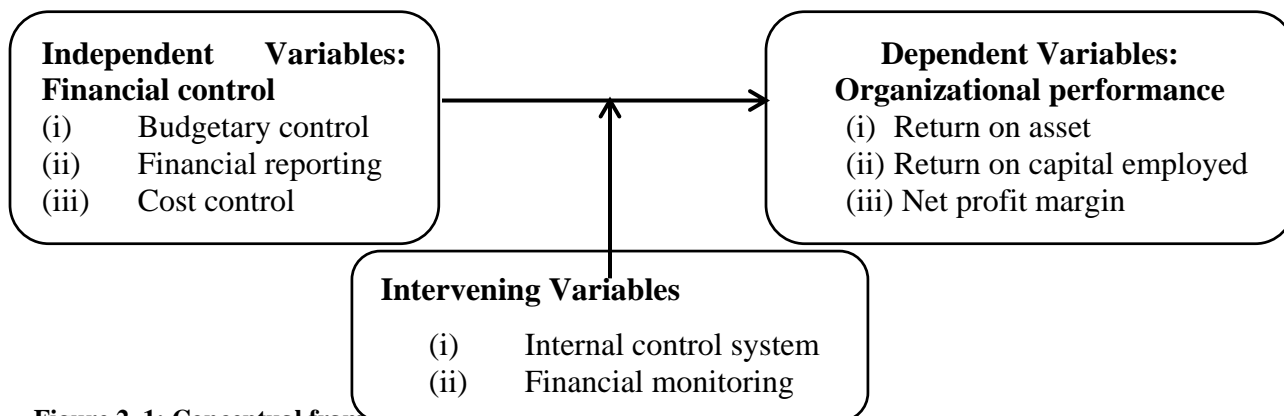 Independent Variables:
Financial control
(i) Budgetary control
(ii) Financial reporting
(iii) Cost control
Dependent Variables:
Organizational performance
(i) Return on asset
(ii) Return on capital employed
(iii) Net profit margin
Intervening Variables
(i) Internal control system
(ii) Financial monitoring
Figure 2. 1: Conceptual